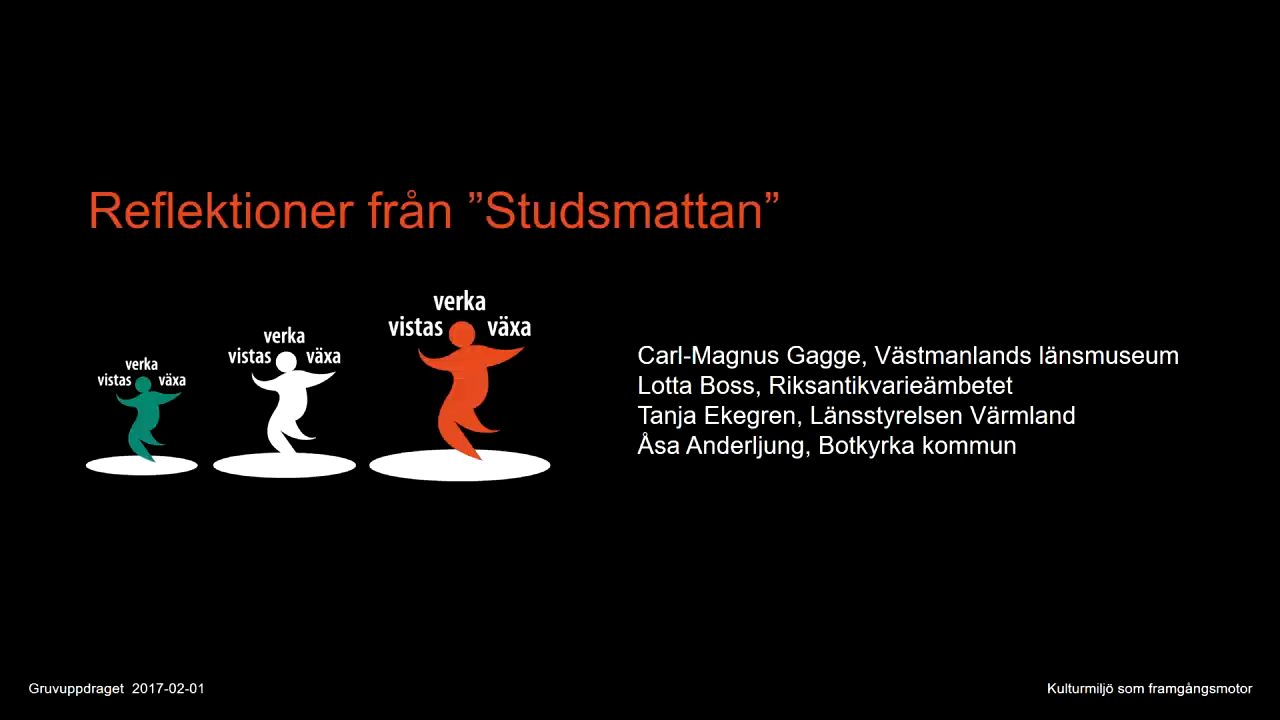 Reflektioner från ”Studsmattan”
verka
vistas växa
verka
vistas växa
verka
vistas växa
Carl-Magnus Gagge, Västmanlands länsmuseum
Lotta Boss, Riksantikvarieämbetet
Tanja Ekegren, Länsstyrelsen Värmland
Åsa Anderljung, Botkyrka kommun
Gruvuppdraget 2017-02-01
Kulturmiljö som framgångsmotor